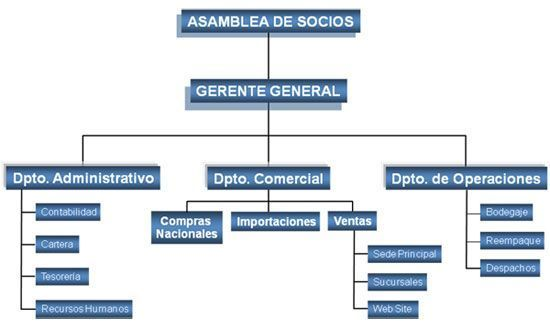 ASAMBLEA DE SOCIOS
GERENTE GENERAL
Dpto. Administrativo
Contabilidad
Cartera
Tesorería
Recursos Humanos
Dpto. Comercial
Compras
Nacionales
Importaciones
Ventas
Sede Principal
Sucursales
Web Site
Dpto. de Operaciones
Bodegaje
Reempaque
Despachos